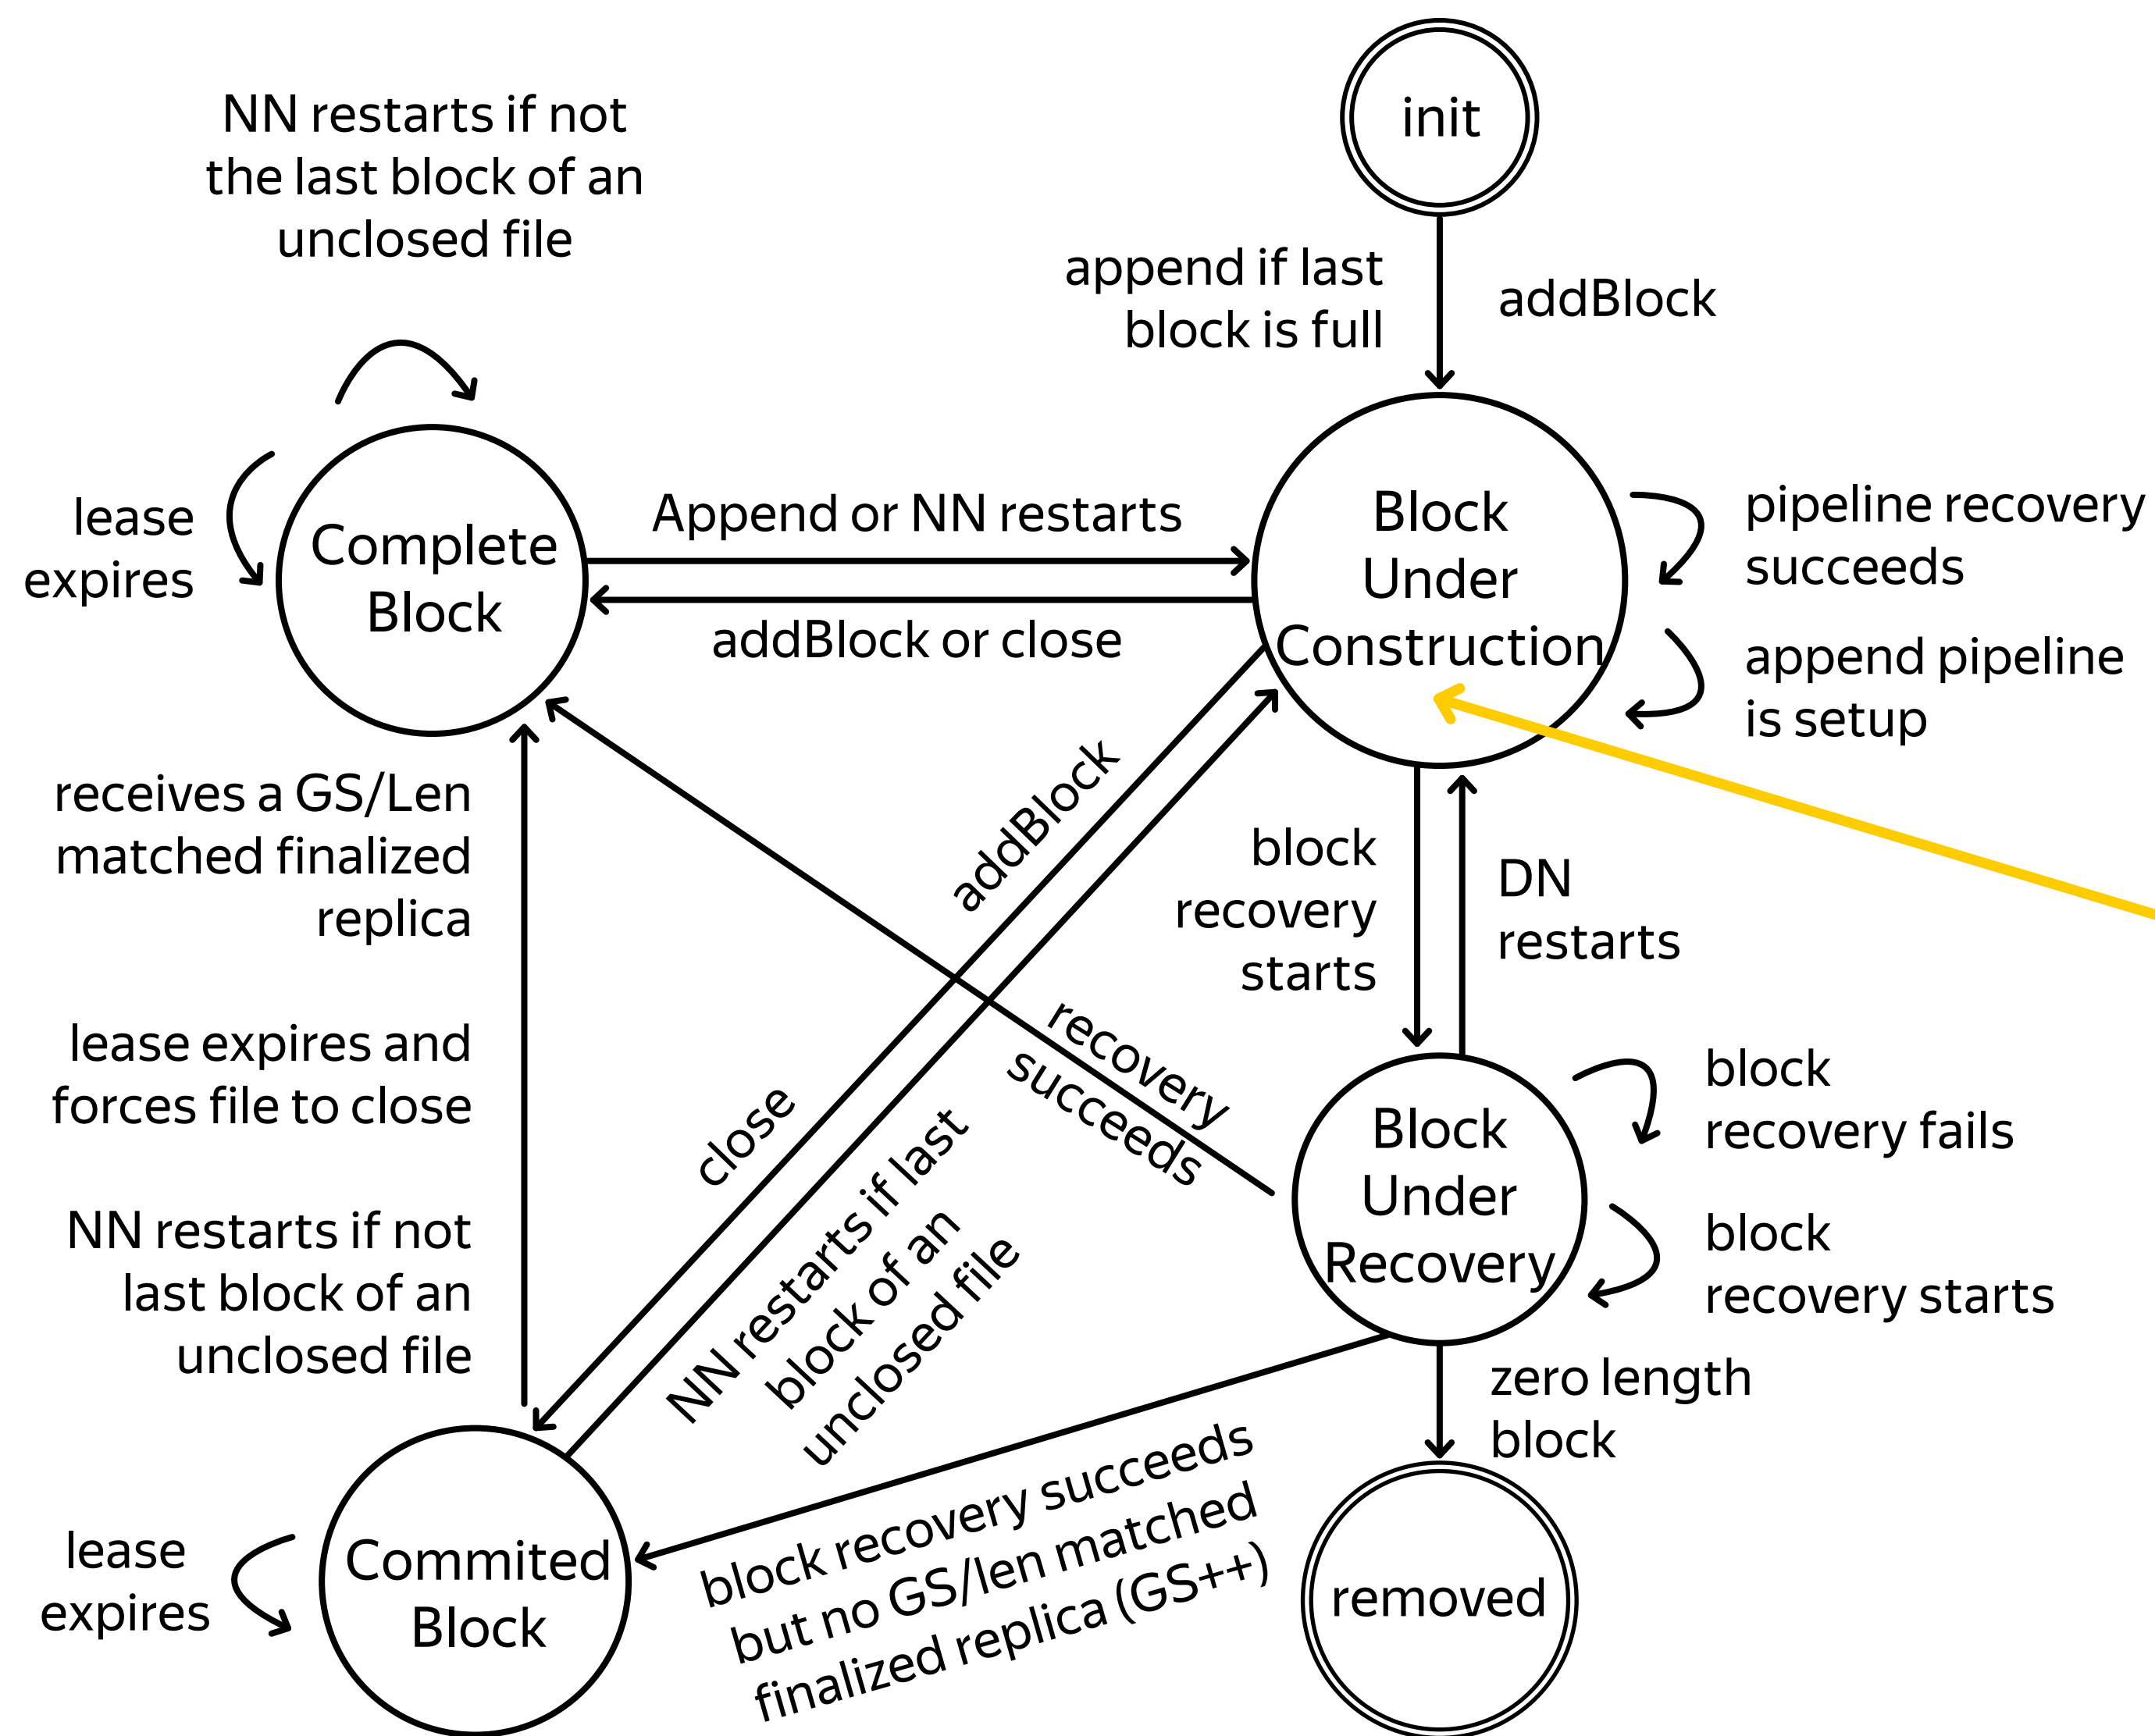 init
NN restarts if not
the last block of an
unclosed file
append if last
block is full
addBlock
lease
expires
Complete
Block
Append or NN restarts
addBlock or close
Block
Under
Construction
pipeline recovery
succeeds
append pipeline
is setup
receives a GS/Len
matched finalized
replica
lease expires and
forces file to close
NN restarts if not
last block of an
unclosed file
addBlock
close
NN restarts if last
block of an
unclosed file
recovery
succeeds
block
recovery
starts
DN
restarts
Block
Under
Recovery
block
recovery fails
block
recovery starts
zero length
block
block recovery succeeds
but no GS/len matched
finalized replica (GS++)
lease
expires
Commited
Block
removed